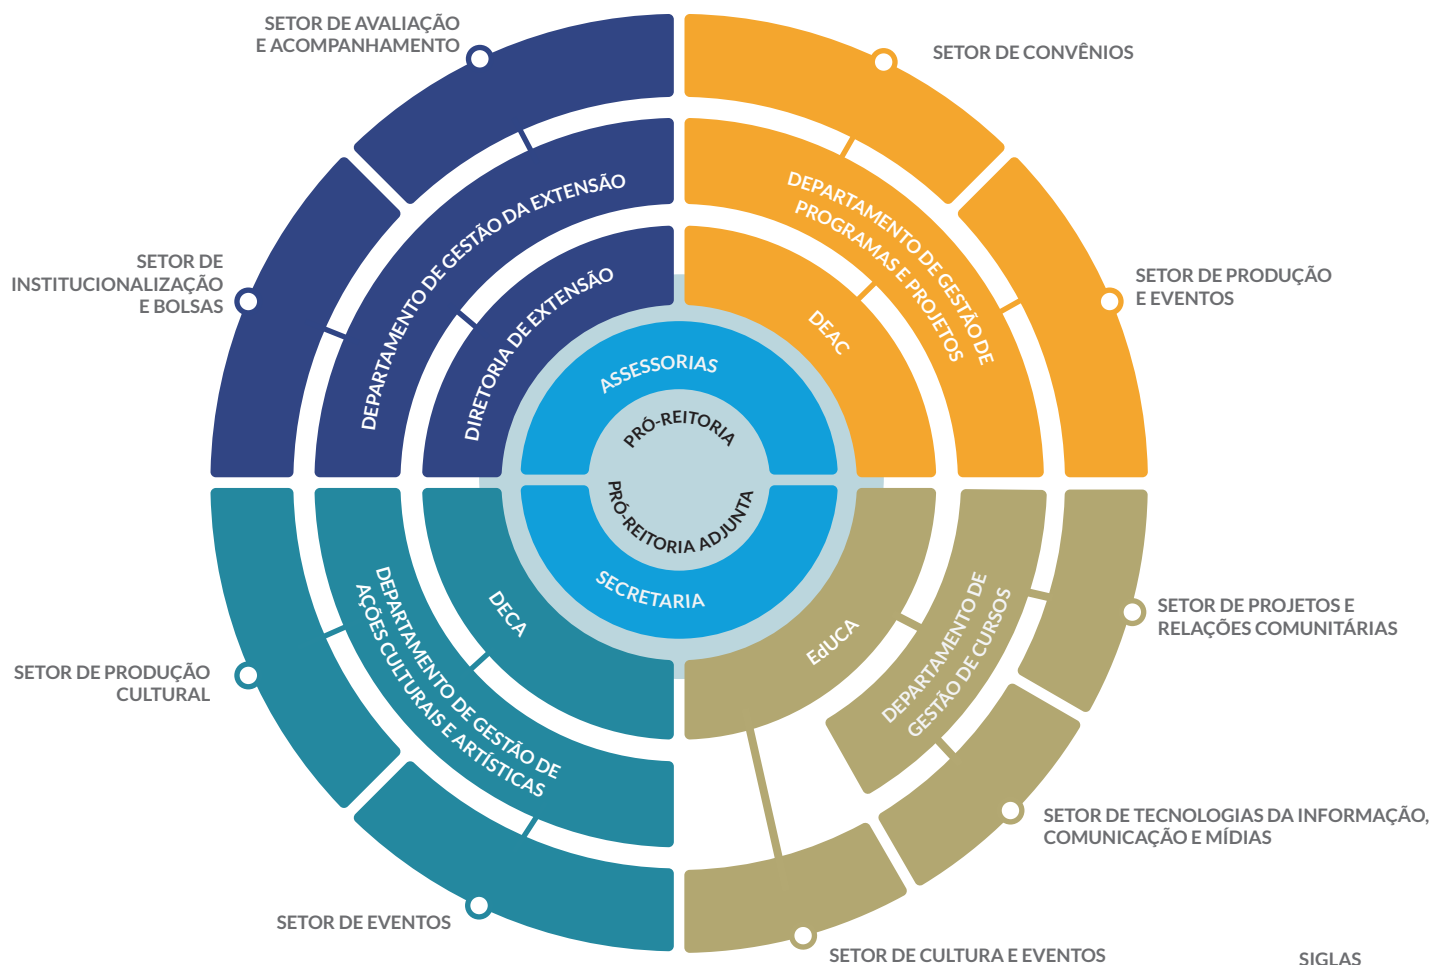 SETOR DE AVALIAÇÃO
E ACOMPANHAMENTO
SETOR DE CONVÊNIOS
SETOR DE
INSTITUCIONALIZAÇÃO
E BOLSAS
SETOR DE PRODUÇÃO
E EVENTOS
DEPARTAMENTO DE GESTÃO DA EXTENSÃO
DIRETORIA DE EXTENSÃO
DEPARTAMENTO DE GESTÃO DE
PROGRAMAS E PROJETOS
DEAC
ASSESSORIAS
PRÓ-REITORIA
PRÓ-REITORIA ADJUNTA
SECRETARIA
DECA
DEPARTAMENTO DE GESTÃO DE
AÇÕES CULTURAIS E ARTÍSTICAS
EdUCA
DEPARTAMENTO DE
GESTÃO DE CURSOS
SETOR DE PROJETOS E
RELAÇÕES COMUNITÁRIAS
SETOR DE PRODUÇÃO
CULTURAL
SETOR DE TECNOLOGIAS DA INFORMAÇÃO,
COMUNICAÇÃO E MÍDIAS
SETOR DE EVENTOS
SETOR DE CULTURA E EVENTOS
SIGLAS